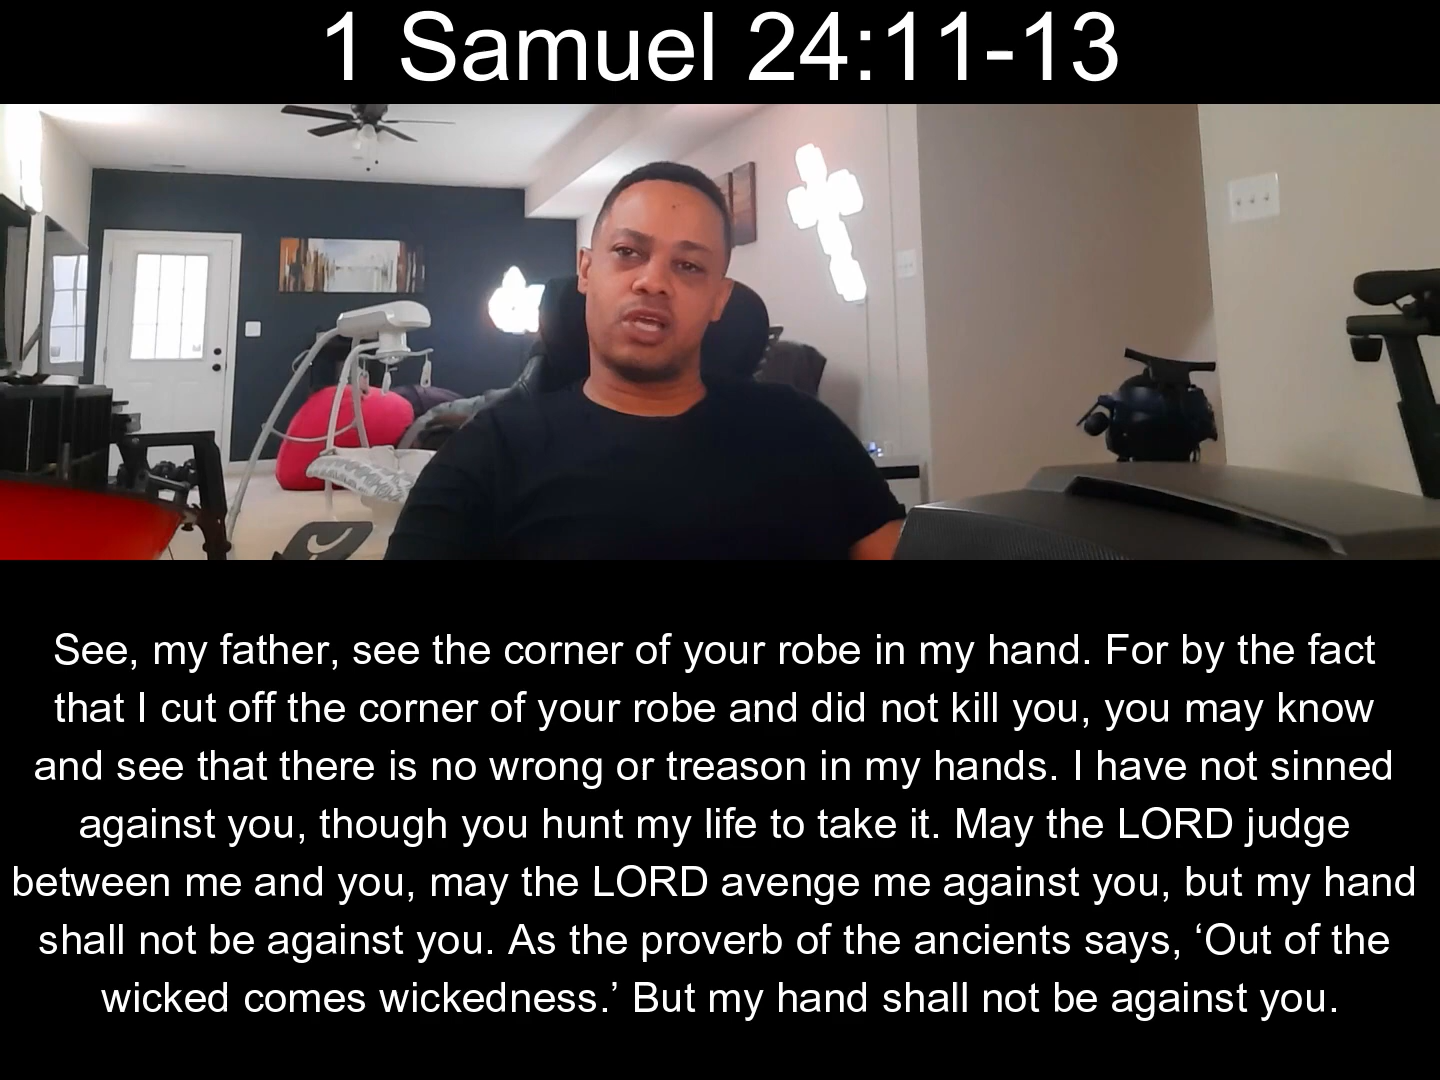 1 Samuel 24:11-13
See, my father, see the corner of your robe in my hand. For by the fact
that I cut off the corner of your robe and did not kill you, you may know
and see that there is no wrong or treason in my hands. I have not sinned
against you, though you hunt my life to take it. May the LORD judge
between me and you, may the LORD avenge me against you, but my hand
shall not be against you. As the proverb of the ancients says, ‘Out of the
wicked comes wickedness.’ But my hand shall not be against you.